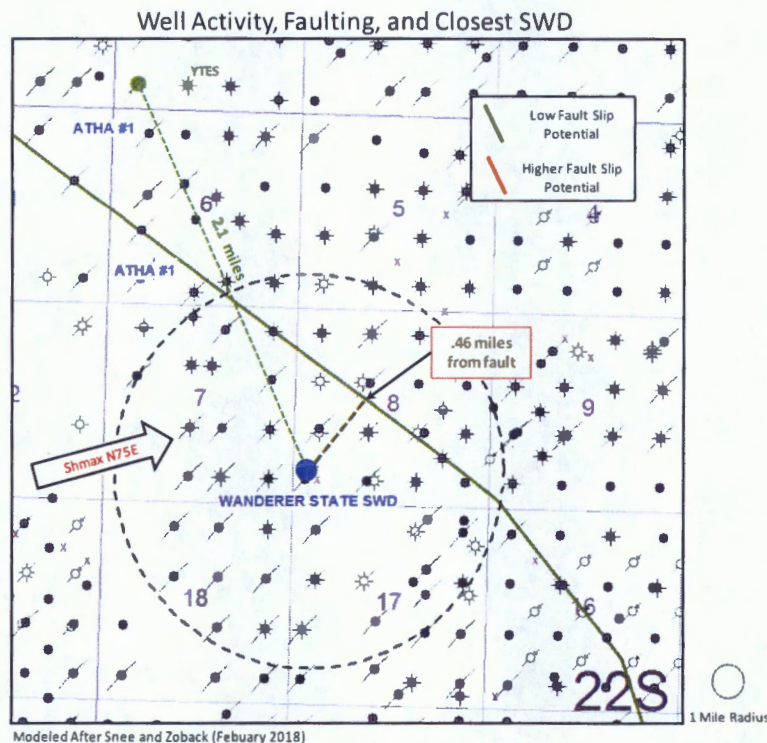 Well Activity, Faulting, and Closest SWD
YTES
ATHA #1
Low Fault Slip
Potential
Higher Fault Slip
Potential
6
5
4
2.1 miles
ATHA #1
.46 miles
from fault
2
7
8
9
Shmax N75E
WANDERER STATE SWD
18
17
16
22S
1 Mile Radius
Modeled After Snee and Zoback (Febuary 2018)